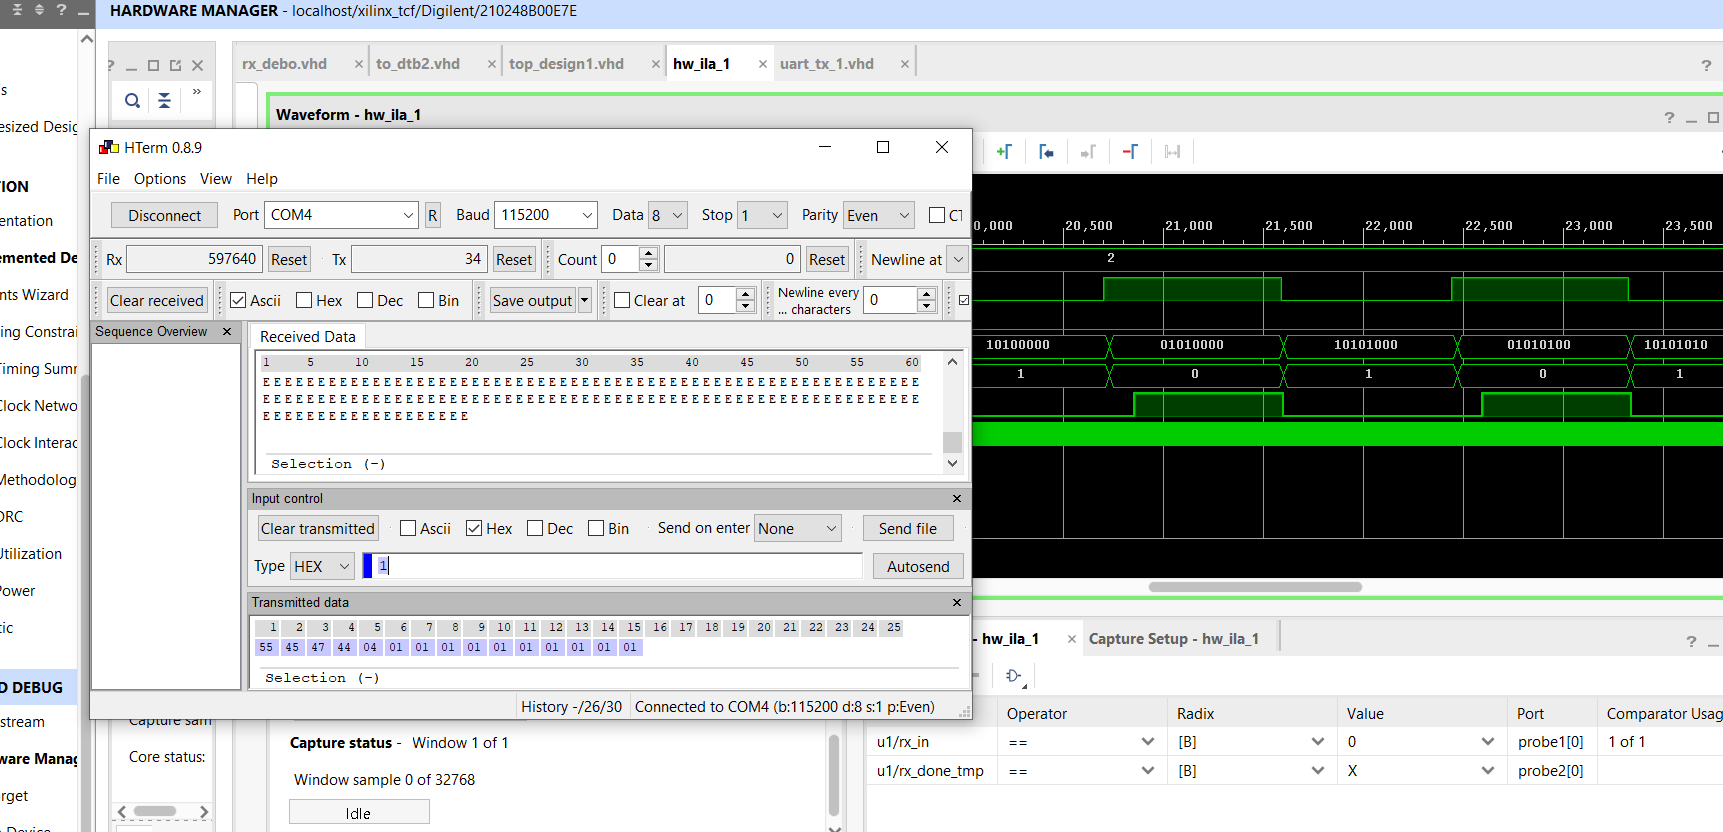 HARDWARE MANAGER - localhost/xilinx_tcf/Digilent/210248B00E7E
rx_debo.vhd × to_dtb2.vhd × top_design1.vhd × hw_ila_1 × uart_tx_1.vhd ×
Waveform - hw_ila_1
esized Desig
TION
entation
emented De
nts Wizard
ing Constrai
Timing Sumr
Clock Netwo
Clock Interac
Methodolog
DRC
Utilization
Power
tic
D DEBUG
stream
ware Manag
rget
HTerm 0.8.9
File Options View Help
Disconnect Port COM4 R Baud 115200 Data 8 Stop 1 Parity Even CT
Rx 597640 Reset Tx 34 Reset Count 0 0 Reset Newline at
Clear received Ascii Hex Dec Bin Save output Clear at 0 Newline every ... characters 0
Sequence Overview ×
Received Data
1 5 10 15 20 25 30 35 40 45 50 55 60
E E E E E E E E E E E E E E E E E E E E E E E E E E E E E E E E E E E E E E E E E E E E E E E E E E E E E E E E E E E E
E E E E E E E E E E E E E E E E E E E E E E E E E E E E E E E E E E E E E E E E E E E E E E E E E E E E E E E E E E E E
E E E E E E E E E E E E E E E E E E E
Selection (-)
Input control ×
Clear transmitted Ascii Hex Dec Bin Send on enter None Send file
Type HEX 1 Autosend
Transmitted data ×
1 2 3 4 5 6 7 8 9 10 11 12 13 14 15 16 17 18 19 20 21 22 23 24 25
55 45 47 44 04 01 01 01 01 01 01 01 01 01 01
Selection (-)
History -/26/30 Connected to COM4 (b:115200 d:8 s:1 p:Even)
0,000 20,500 21,000 21,500 22,000 22,500 23,000 23,500
2
10100000 01010000 10101000 01010100 10101010
1 0 1 0 1
- hw_ila_1 × Capture Setup - hw_ila_1
Operator Radix Value Port Comparator Usag
u1/rx_in == [B] 0 probe1[0] 1 of 1
u1/rx_done_tmp == [B] X probe2[0]
Capture sam
Core status:
Capture status - Window 1 of 1
Window sample 0 of 32768
Idle